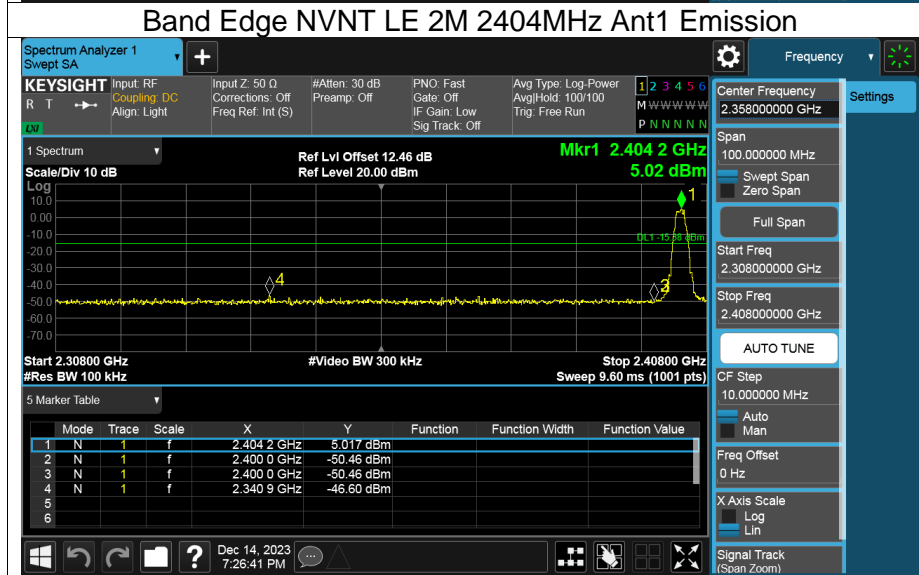 Band Edge NVNT LE 2M 2404MHz Ant1 Emission
Spectrum Analyzer 1
Swept SA
+
Frequency
KEYSIGHT
R T
LXI
Input: RF
Coupling: DC
Align: Light
Input Z: 50 Ω
Corrections: Off
Freq Ref: Int (S)
#Atten: 30 dB
Preamp: Off
PNO: Fast
Gate: Off
IF Gain: Low
Sig Track: Off
Avg Type: Log-Power
Avg|Hold: 100/100
Trig: Free Run
1 2 3 4 5 6
M W W W W W
P N N N N N
1 Spectrum
Scale/Div 10 dB
Ref Lvl Offset 12.46 dB
Ref Level 20.00 dBm
Mkr1 2.404 2 GHz
5.02 dBm
Log
10.0
0.00
-10.0
-20.0
-30.0
-40.0
-50.0
-60.0
-70.0
1
4
DL1 -15.38 dBm
Start 2.30800 GHz
#Video BW 300 kHz
Stop 2.40800 GHz
#Res BW 100 kHz
Sweep 9.60 ms (1001 pts)
5 Marker Table
Mode Trace Scale X Y Function Function Width Function Value
1 N 1 f 2.404 2 GHz 5.017 dBm
2 N 1 f 2.400 0 GHz -50.46 dBm
3 N 1 f 2.400 0 GHz -50.46 dBm
4 N 1 f 2.340 9 GHz -46.60 dBm
5
6
?
Dec 14, 2023
7:26:41 PM
Center Frequency
2.358000000 GHz
Settings
Span
100.000000 MHz
Swept Span
Zero Span
Full Span
Start Freq
2.308000000 GHz
Stop Freq
2.408000000 GHz
AUTO TUNE
CF Step
10.000000 MHz
Auto
Man
Freq Offset
0 Hz
X Axis Scale
Log
Lin
Signal Track
(Span Zoom)